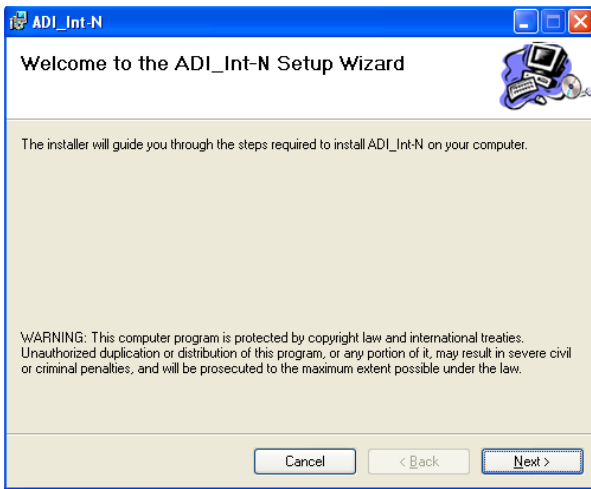 ADI_Int-N
Welcome to the ADI_Int-N Setup Wizard
The installer will guide you through the steps required to install ADI_Int-N on your computer.
WARNING: This computer program is protected by copyright law and international treaties.
Unauthorized duplication or distribution of this program, or any portion of it, may result in severe civil
or criminal penalties, and will be prosecuted to the maximum extent possible under the law.
Cancel
< Back
Next >